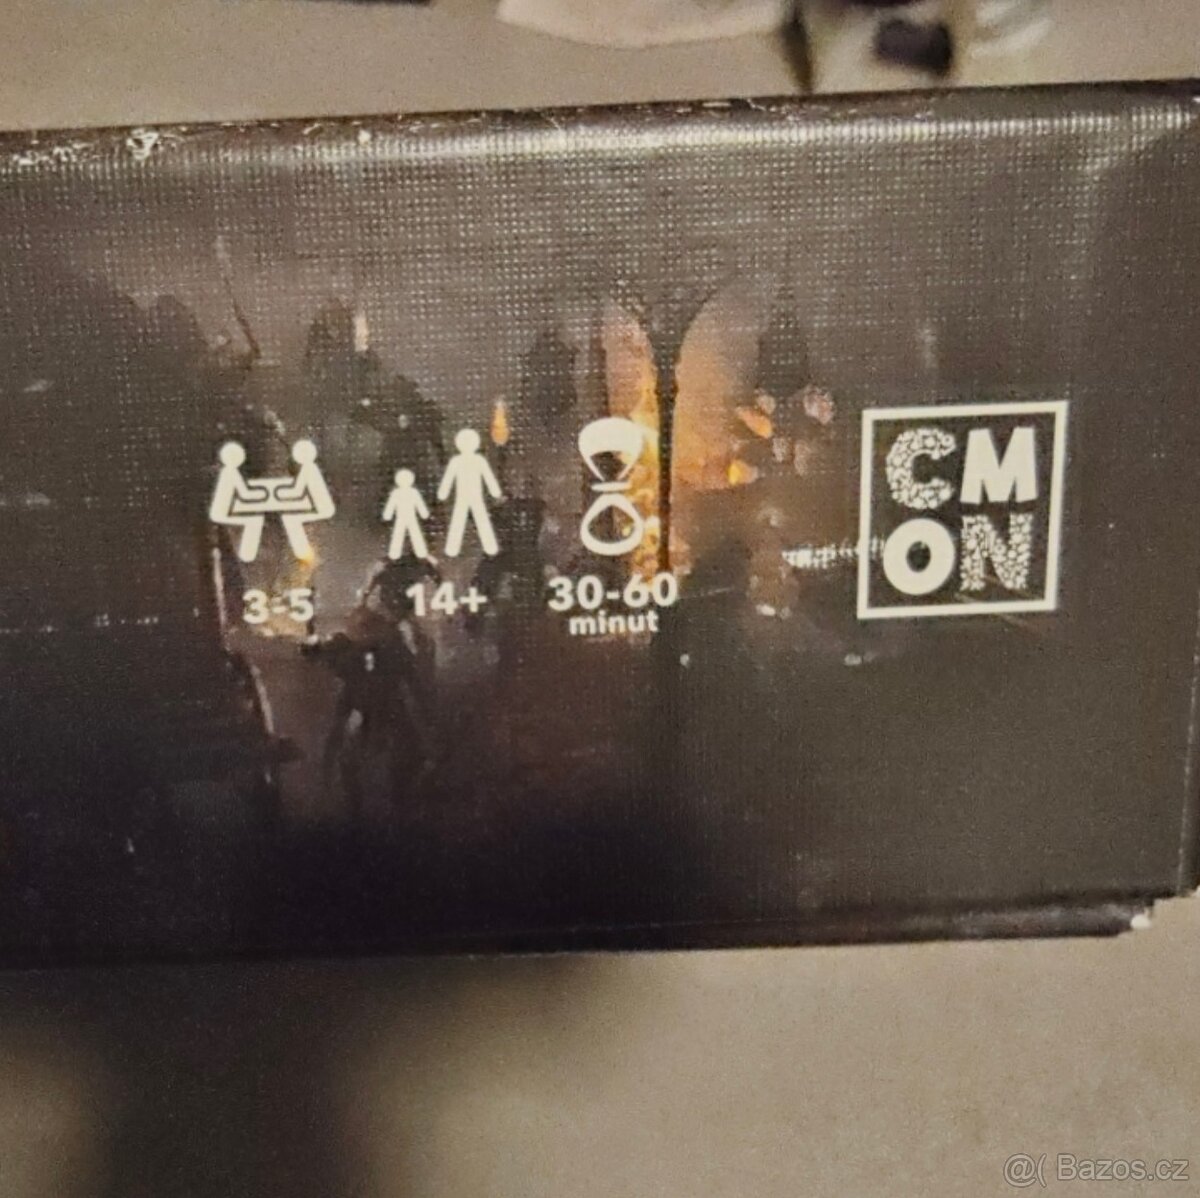 3-5
14+
30-60
minut
CM
ON
@( Bazos.cz